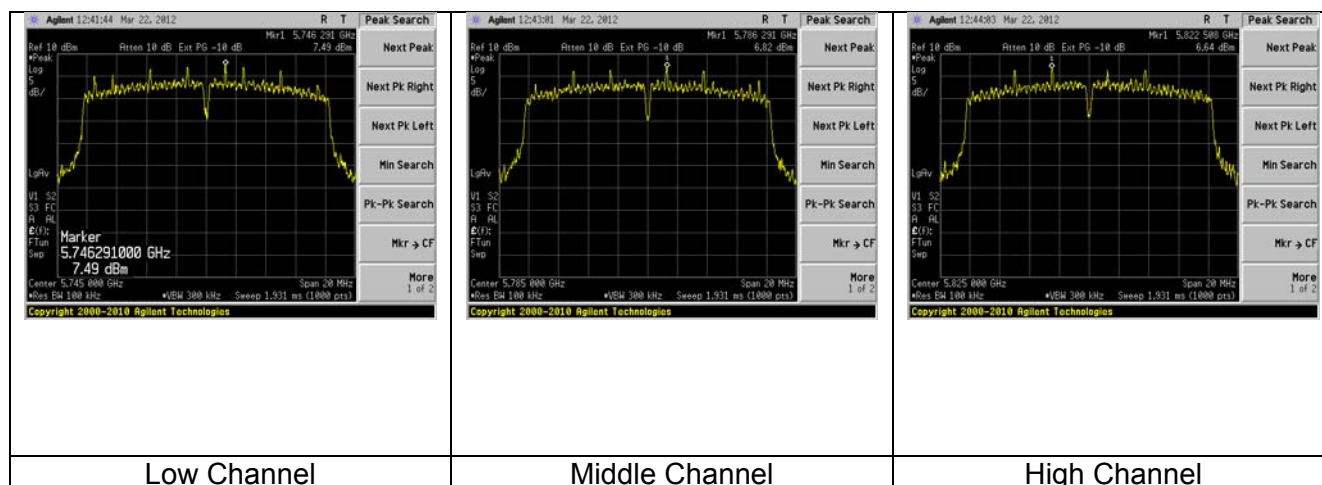 Agilent 12:41:44 Mar 22, 2012 R T Peak Search
Mkr1 5.746 291 GHz
Ref 10 dBm Atten 10 dB Ext PG -10 dB 7.49 dBm
#Peak
Log
5
dB/
LgAv
V1 S2
S3 FC
A AA
£(f):
FTun
Swp
Marker
5.746291000 GHz
7.49 dBm
Center 5.745 000 GHz Span 20 MHz
#Res BW 100 kHz #VBW 300 kHz Sweep 1.931 ms (1000 pts)
Copyright 2000-2010 Agilent Technologies
Next Peak
Next Pk Right
Next Pk Left
Min Search
Pk-Pk Search
Mkr → CF
More
1 of 2
Low Channel
Agilent 12:43:01 Mar 22, 2012 R T Peak Search
Mkr1 5.786 291 GHz
Ref 10 dBm Atten 10 dB Ext PG -10 dB 6.82 dBm
#Peak
Log
5
dB/
1
LgAv
V1 S2
S3 FC
A AA
£(f):
FTun
Swp
Center 5.785 000 GHz Span 20 MHz
#Res BW 100 kHz #VBW 300 kHz Sweep 1.931 ms (1000 pts)
Copyright 2000-2010 Agilent Technologies
Next Peak
Next Pk Right
Next Pk Left
Min Search
Pk-Pk Search
Mkr → CF
More
1 of 2
Middle Channel
Agilent 12:44:03 Mar 22, 2012 R T Peak Search
Mkr1 5.822 508 GHz
Ref 10 dBm Atten 10 dB Ext PG -10 dB 6.64 dBm
#Peak
Log
5
dB/
1
LgAv
V1 S2
S3 FC
A AA
£(f):
FTun
Swp
Center 5.825 000 GHz Span 20 MHz
#Res BW 100 kHz #VBW 300 kHz Sweep 1.931 ms (1000 pts)
Copyright 2000-2010 Agilent Technologies
Next Peak
Next Pk Right
Next Pk Left
Min Search
Pk-Pk Search
Mkr → CF
More
1 of 2
High Channel